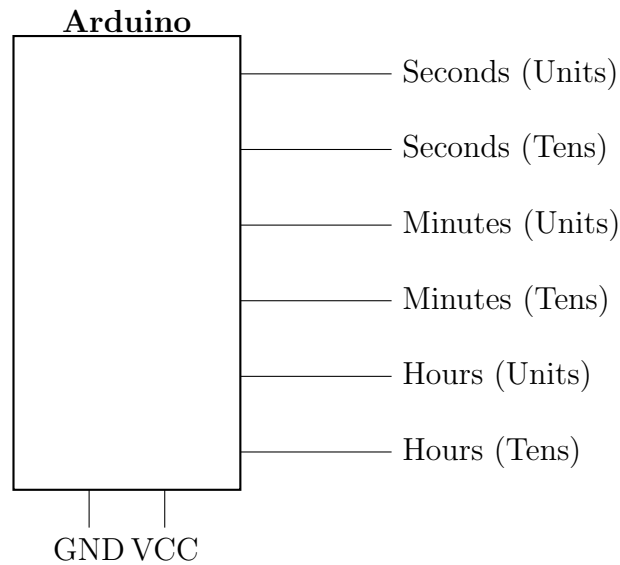 Arduino
Seconds (Units)
Seconds (Tens)
Minutes (Units)
Minutes (Tens)
Hours (Units)
Hours (Tens)
GND VCC